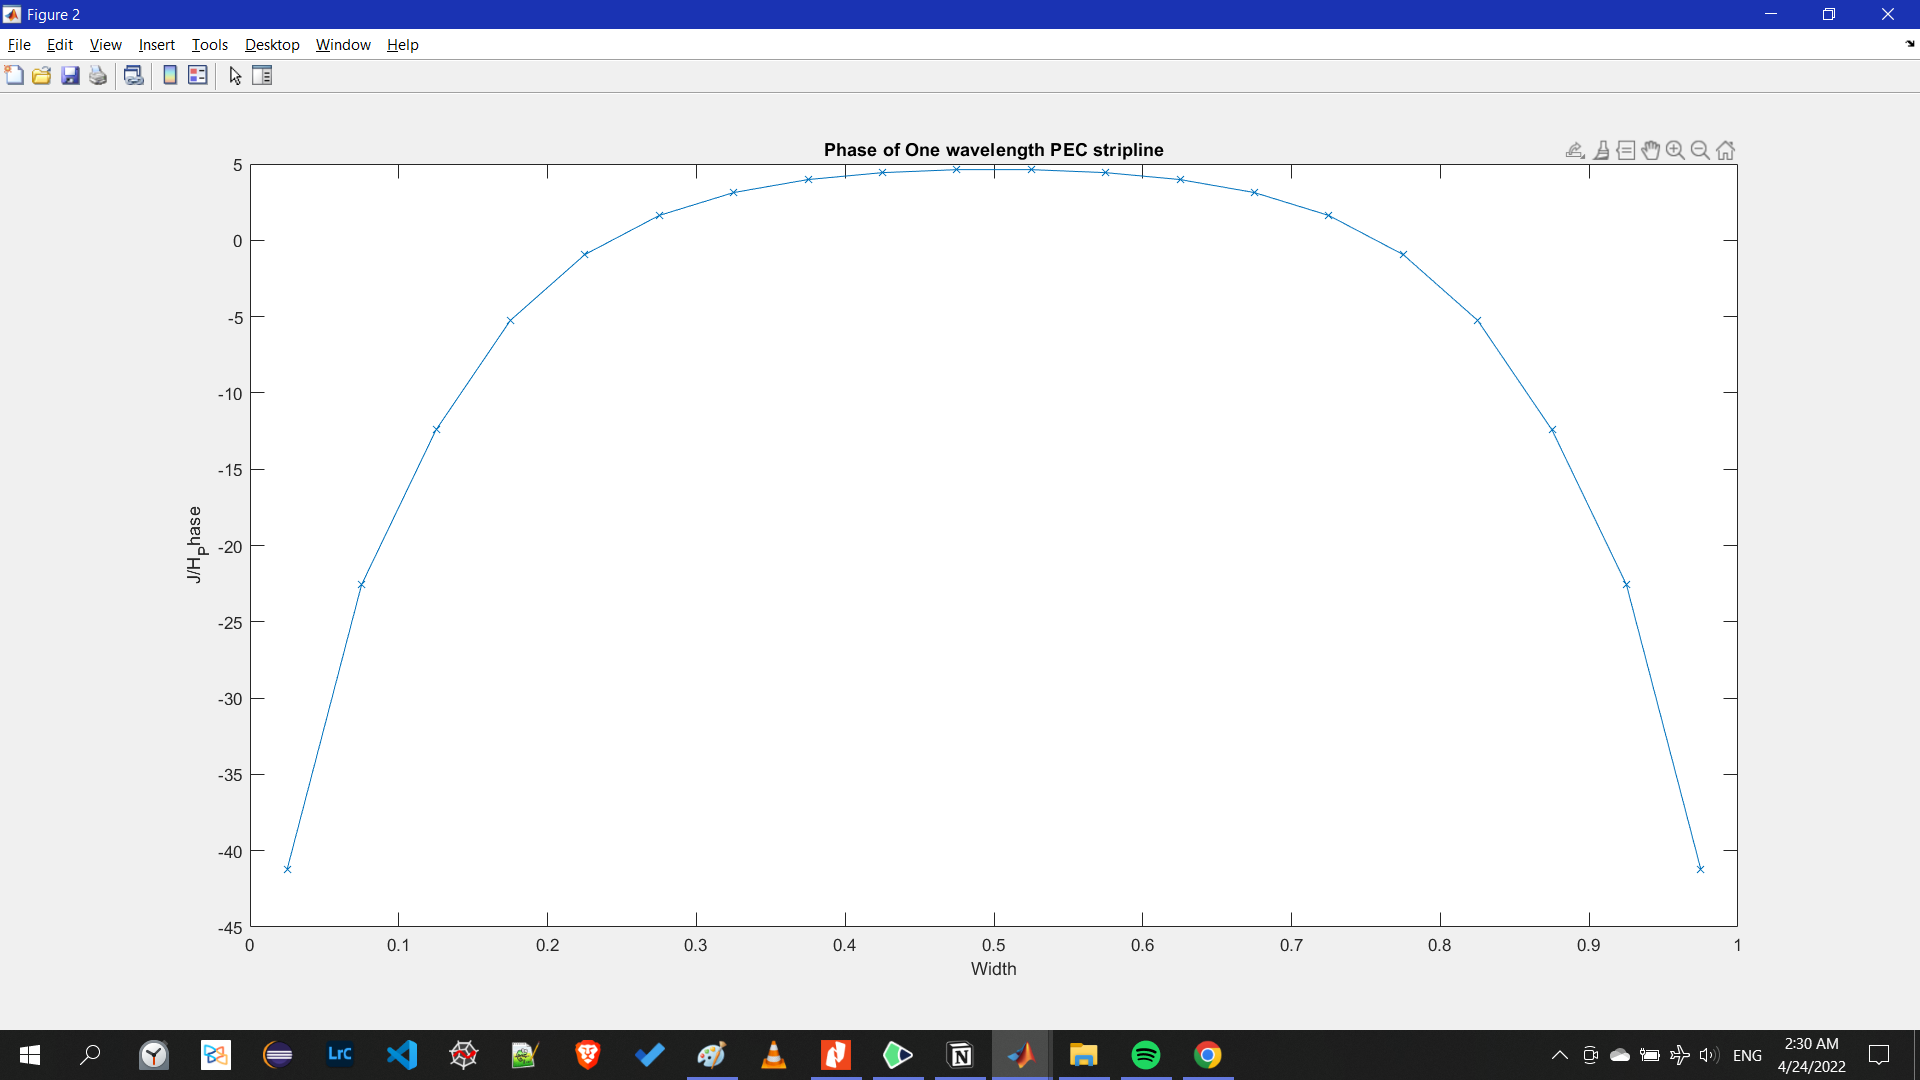 Figure 2
File Edit View Insert Tools Desktop Window Help
Phase of One wavelength PEC stripline
5
0
-5
-10
-15
-20
-25
-30
-35
-40
-45
J/H_Phase
0 0.1 0.2 0.3 0.4 0.5 0.6 0.7 0.8 0.9 1
Width
LrC
N
ENG
2:30 AM
4/24/2022